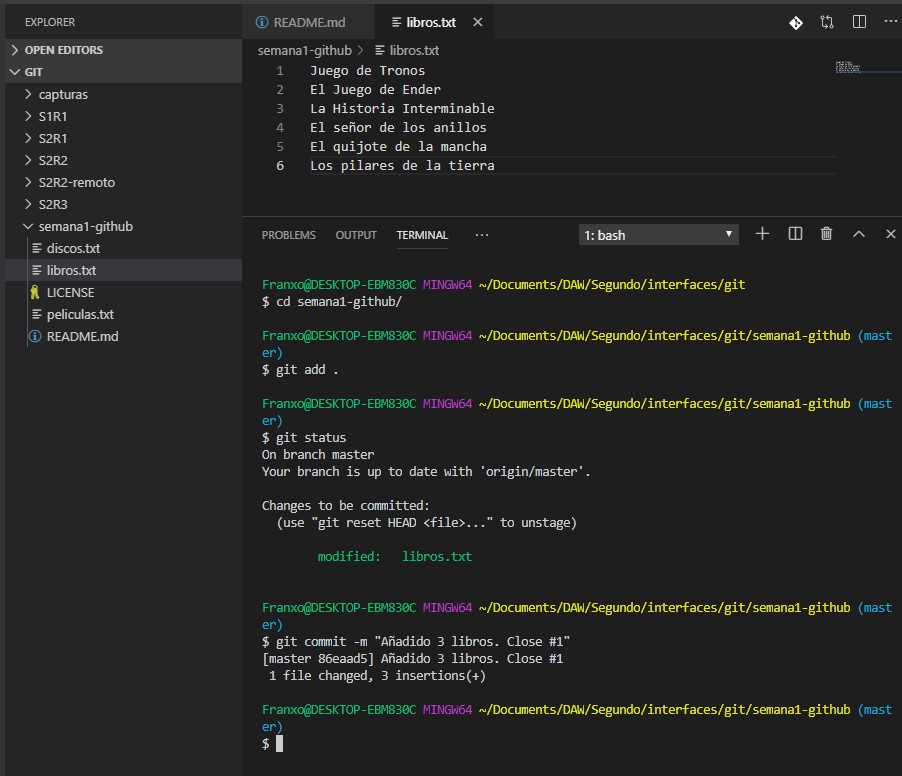 EXPLORER
OPEN EDITORS
GIT
capturas
S1R1
S2R1
S2R2
S2R2-remoto
S2R3
semana1-github
discos.txt
libros.txt
LICENSE
peliculas.txt
README.md
README.md
libros.txt
semana1-github > libros.txt
1 Juego de Tronos
2 El Juego de Ender
3 La Historia Interminable
4 El señor de los anillos
5 El quijote de la mancha
6 Los pilares de la tierra
PROBLEMS OUTPUT TERMINAL ··· 1: bash
Franxo@DESKTOP-EBM830C MINGW64 ~/Documents/DAW/Segundo/interfaces/git
$ cd semana1-github/
Franxo@DESKTOP-EBM830C MINGW64 ~/Documents/DAW/Segundo/interfaces/git/semana1-github (mast
er)
$ git add .
Franxo@DESKTOP-EBM830C MINGW64 ~/Documents/DAW/Segundo/interfaces/git/semana1-github (mast
er)
$ git status
On branch master
Your branch is up to date with 'origin/master'.
Changes to be committed:
(use "git reset HEAD <file>..." to unstage)
modified: libros.txt
Franxo@DESKTOP-EBM830C MINGW64 ~/Documents/DAW/Segundo/interfaces/git/semana1-github (mast
er)
$ git commit -m "Añadido 3 libros. Close #1"
[master 86eaad5] Añadido 3 libros. Close #1
1 file changed, 3 insertions(+)
Franxo@DESKTOP-EBM830C MINGW64 ~/Documents/DAW/Segundo/interfaces/git/semana1-github (mast
er)
$